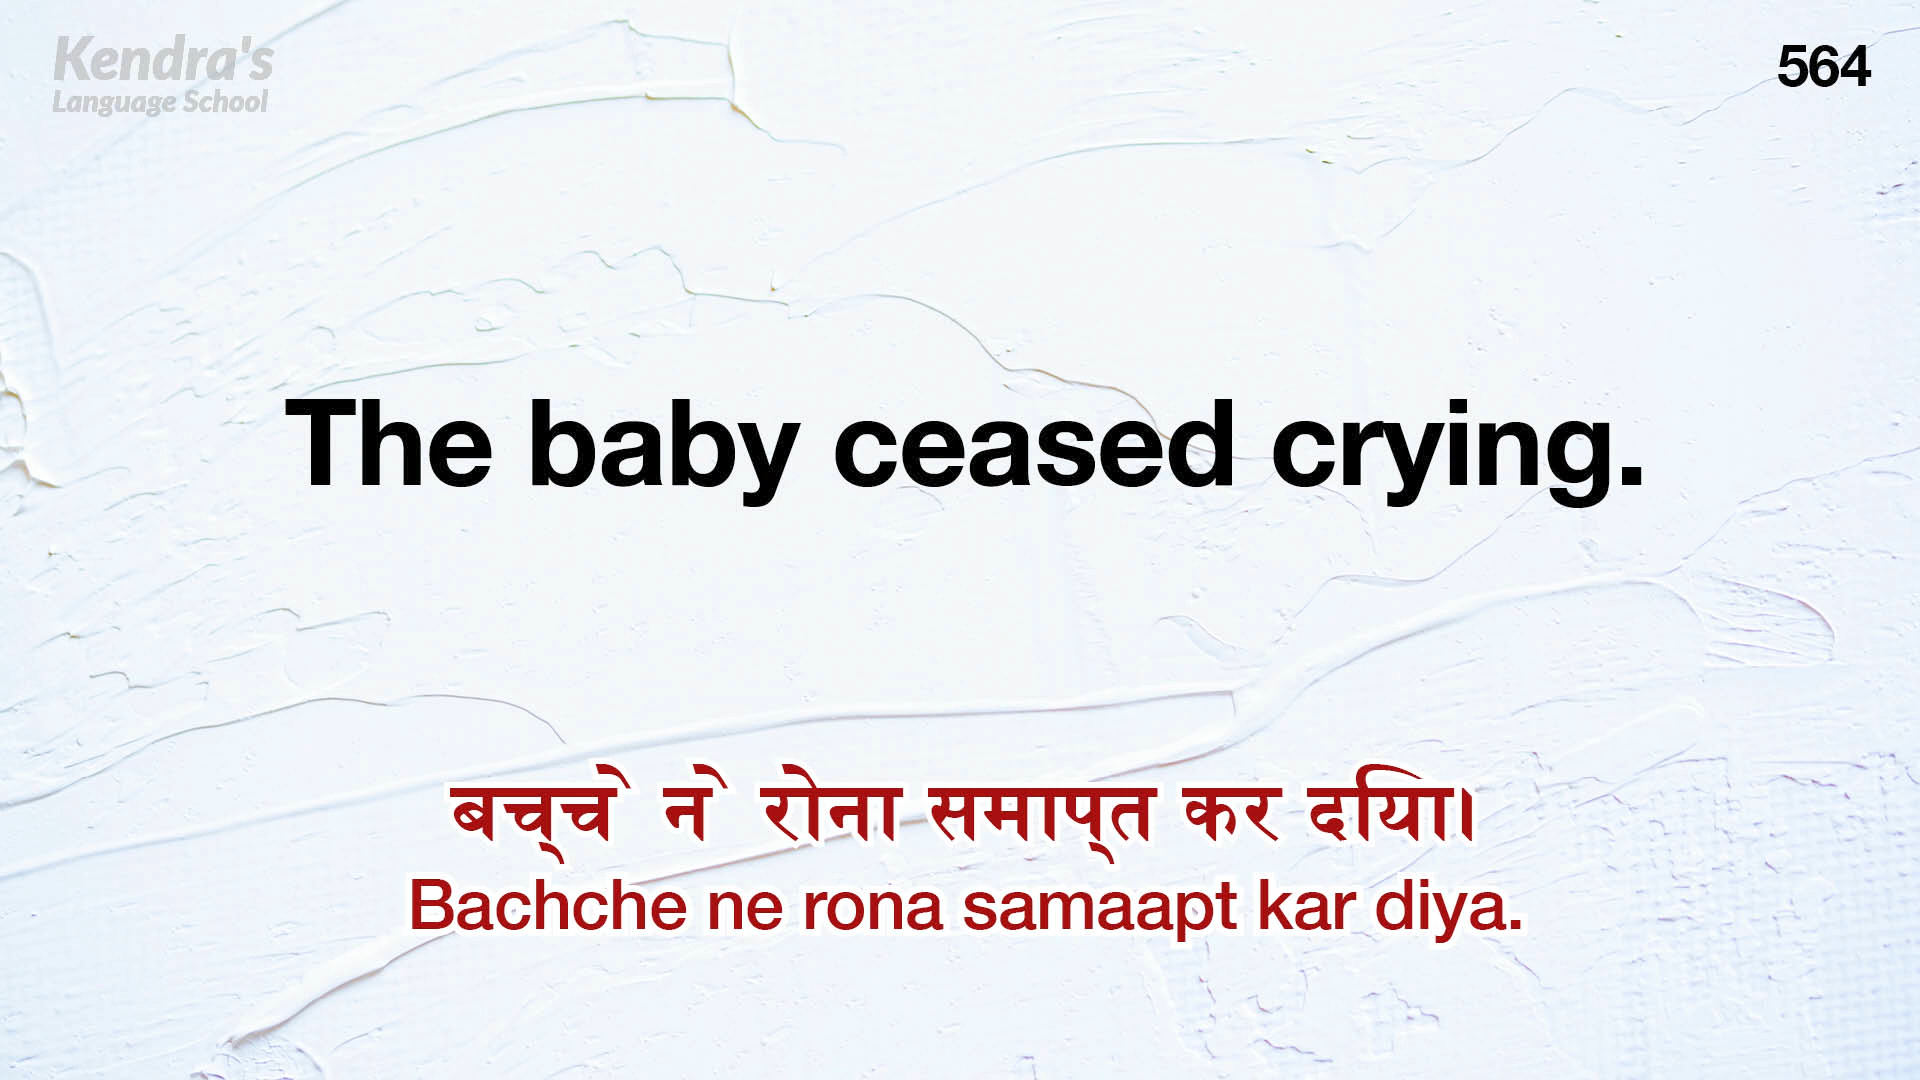 Kendra's
Language School
564
The baby ceased crying.
बच्चे ने रोना समाप्त कर दिया।
Bachche ne rona samaapt kar diya.